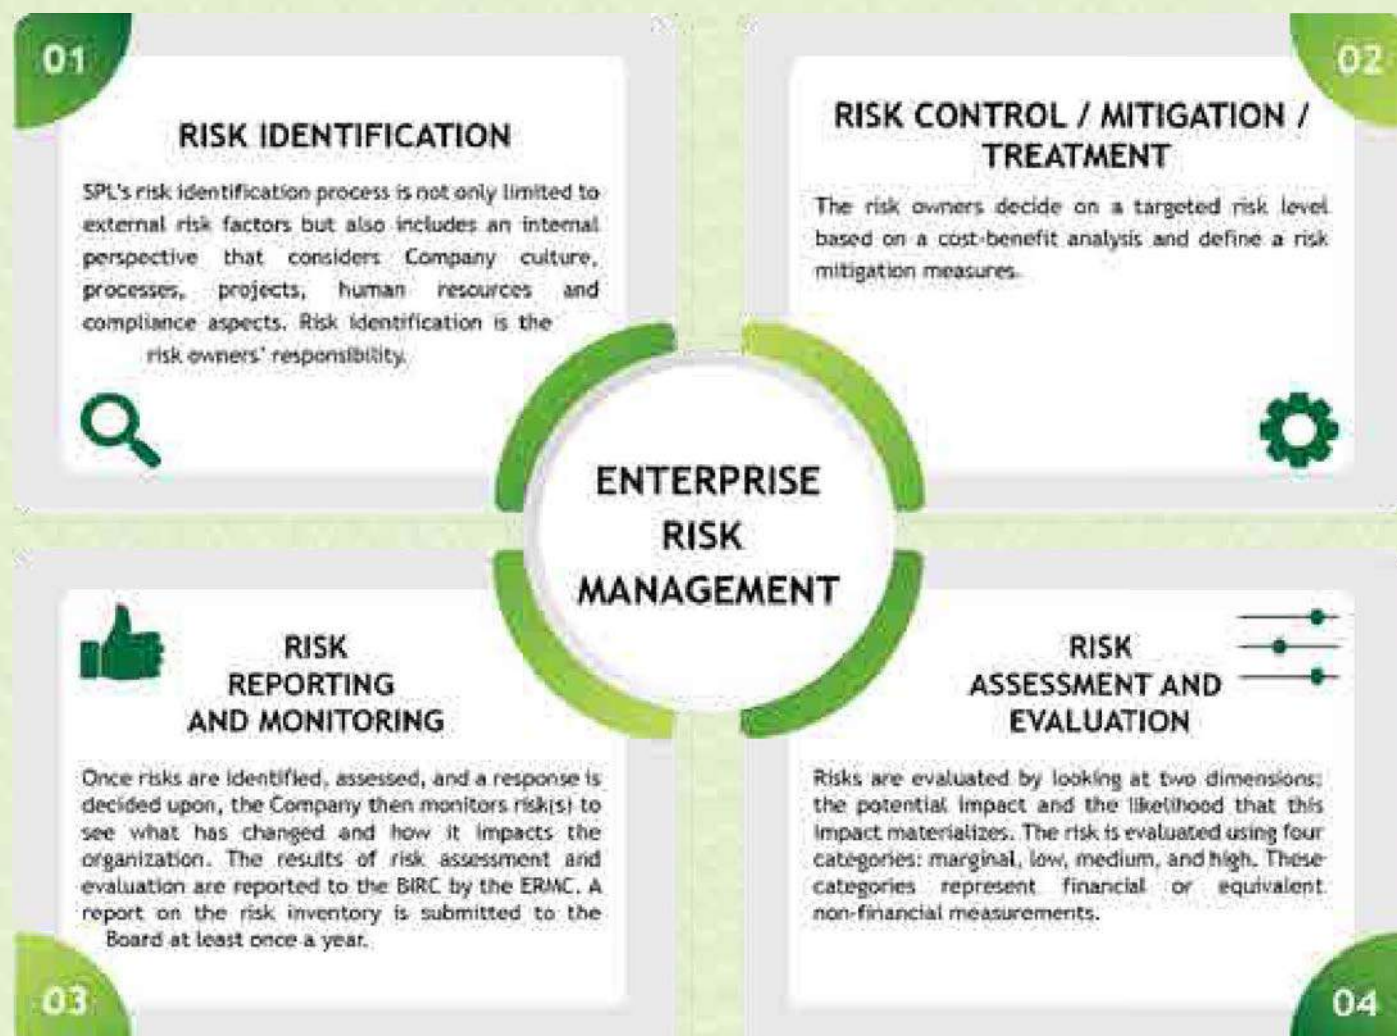 01
RISK IDENTIFICATION
SPL's risk identification process is not only limited to
external risk factors but also includes an internal
perspective that considers Company culture,
processes, projects, human resources and
compliance aspects. Risk identification is the
risk owners' responsibility.
02
RISK CONTROL / MITIGATION /
TREATMENT
The risk owners decide on a targeted risk level
based on a cost-benefit analysis and define a risk
mitigation measures.
ENTERPRISE
RISK
MANAGEMENT
RISK
REPORTING
AND MONITORING
Once risks are identified, assessed, and a response is
decided upon, the Company then monitors risk(s) to
see what has changed and how it impacts the
organization. The results of risk assessment and
evaluation are reported to the BIRC by the ERMC. A
report on the risk inventory is submitted to the
Board at least once a year.
03
RISK
ASSESSMENT AND
EVALUATION
Risks are evaluated by looking at two dimensions:
the potential impact and the likelihood that this
impact materializes. The risk is evaluated using four
categories: marginal, low, medium, and high. These
categories represent financial or equivalent
non-financial measurements.
04